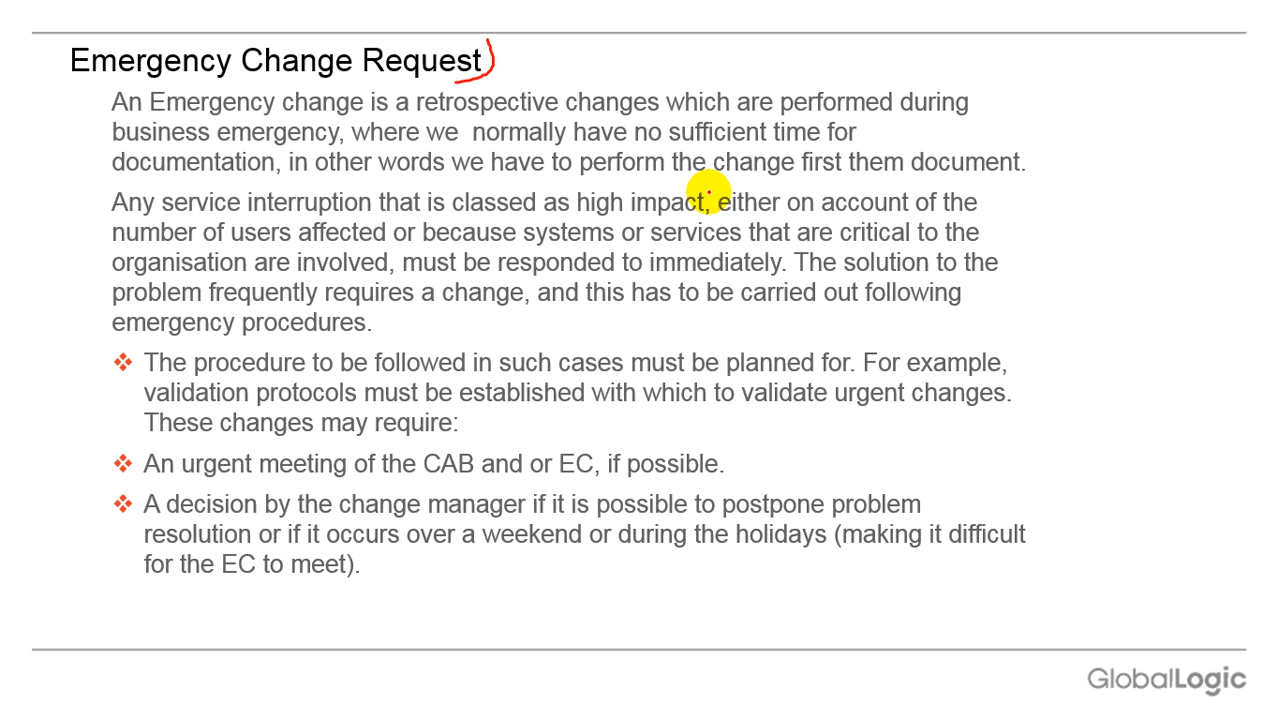 Emergency Change Request
An Emergency change is a retrospective changes which are performed during
business emergency, where we  normally have no sufficient time for
documentation, in other words we have to perform the change first them document.
Any service interruption that is classed as high impact, either on account of the
number of users affected or because systems or services that are critical to the
organisation are involved, must be responded to immediately. The solution to the
problem frequently requires a change, and this has to be carried out following
emergency procedures.
❖ The procedure to be followed in such cases must be planned for. For example,
validation protocols must be established with which to validate urgent changes.
These changes may require:
❖ An urgent meeting of the CAB and or EC, if possible.
❖ A decision by the change manager if it is possible to postpone problem
resolution or if it occurs over a weekend or during the holidays (making it difficult
for the EC to meet).
GlobalLogic